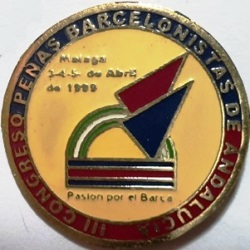 III CONGRESO PEÑAS BARCELONISTAS DE ANDALUCIA
Malaga
3-4-5- de Abril
de 1999
Pasion por el Barça